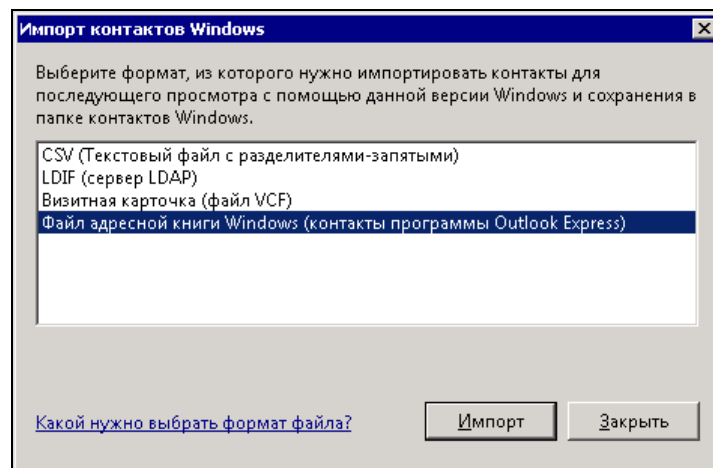 Импорт контактов Windows
Выберите формат, из которого нужно импортировать контакты для
последующего просмотра с помощью данной версии Windows и сохранения в
папке контактов Windows.
CSV (Текстовый файл с разделителями-запятыми)
LDIF (сервер LDAP)
Визитная карточка (файл VCF)
Файл адресной книги Windows (контакты программы Outlook Express)
Какой нужно выбрать формат файла?
Импорт
Закрыть